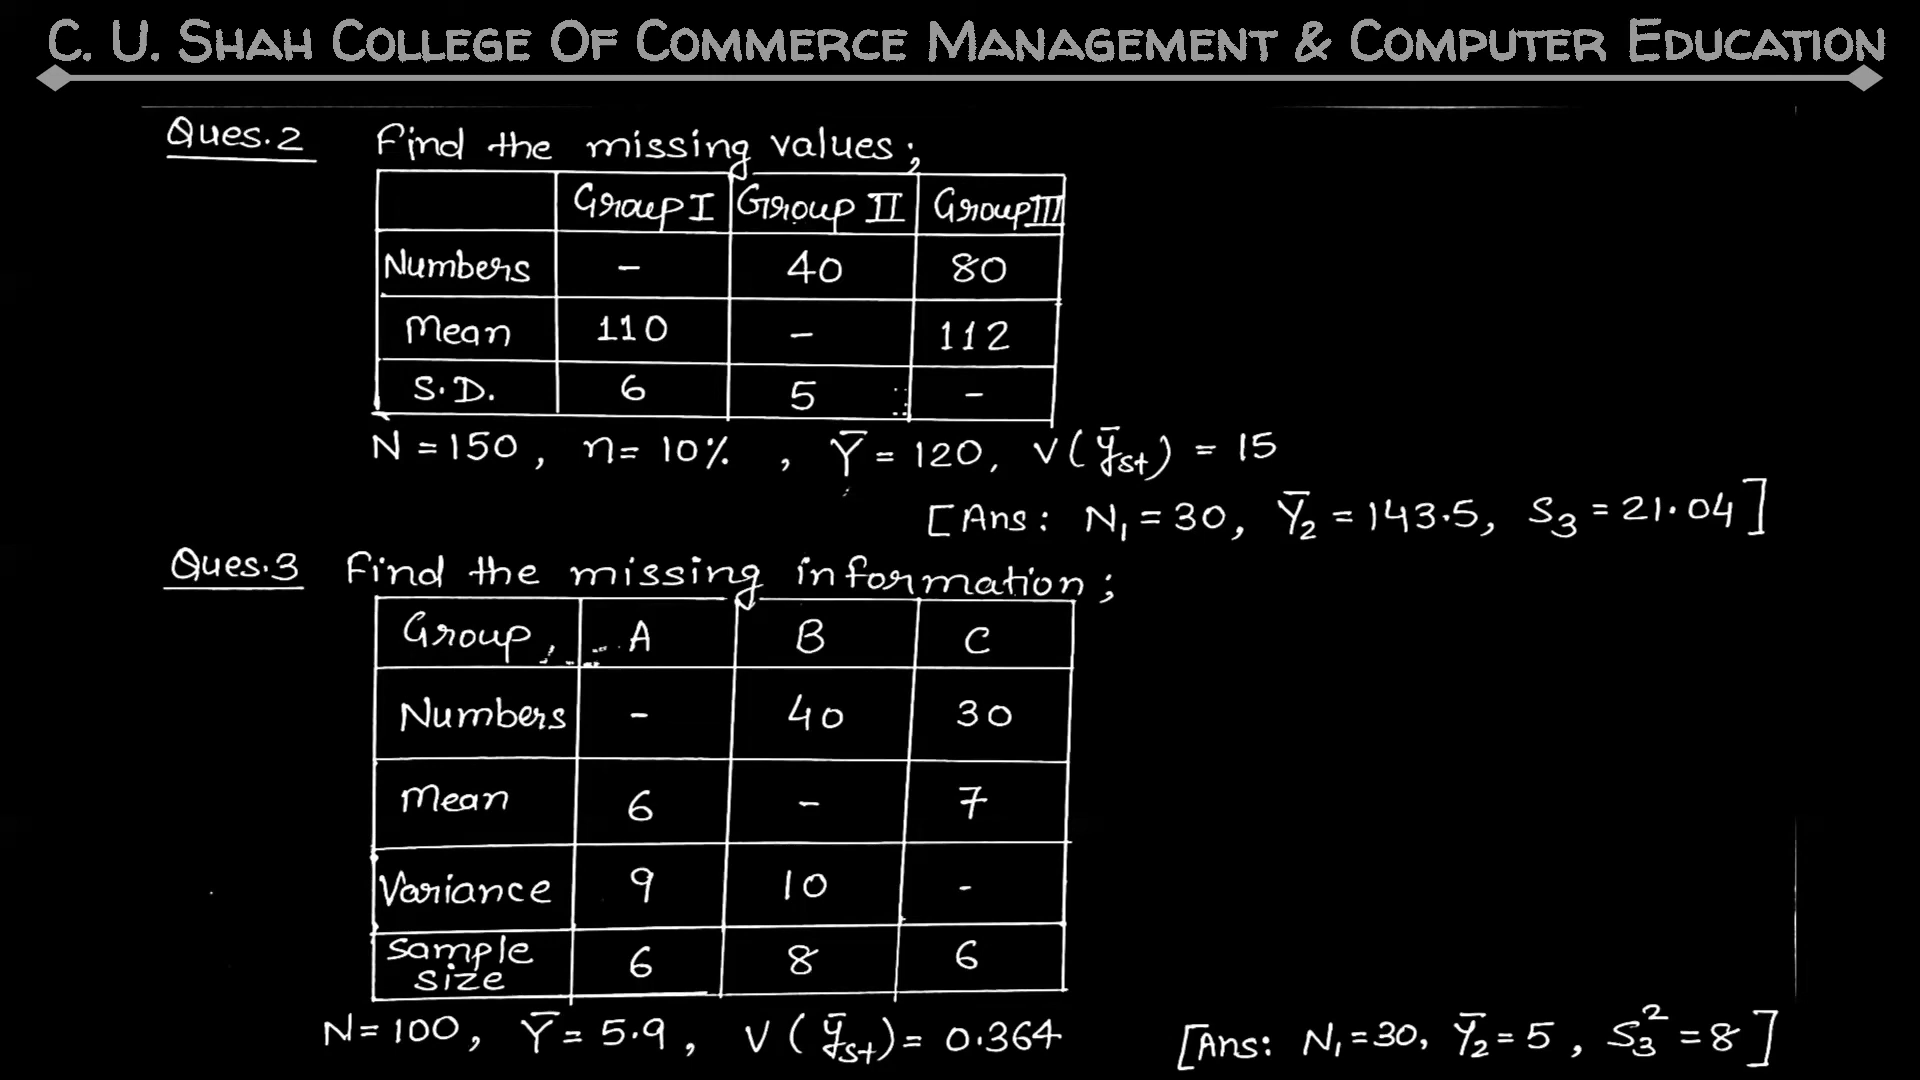 C. U. SHAH COLLEGE OF COMMERCE MANAGEMENT & COMPUTER EDUCATION
Ques.2 Find the missing values;
Group I Group II Group III
Numbers - 40 80
Mean 110 - 112
S.D. 6 5 -
N = 150, n = 10%, Ȳ = 120, V(ȳst) = 15
[Ans: N₁ = 30, Ȳ₂ = 143.5, S₃ = 21.04]
Ques.3 Find the missing information;
Group A B C
Numbers - 40 30
Mean 6 - 7
Variance 9 10 -
Sample size 6 8 6
N = 100, Ȳ = 5.9, V(ȳst) = 0.364
[Ans: N₁ = 30, Ȳ₂ = 5, S₃² = 8]